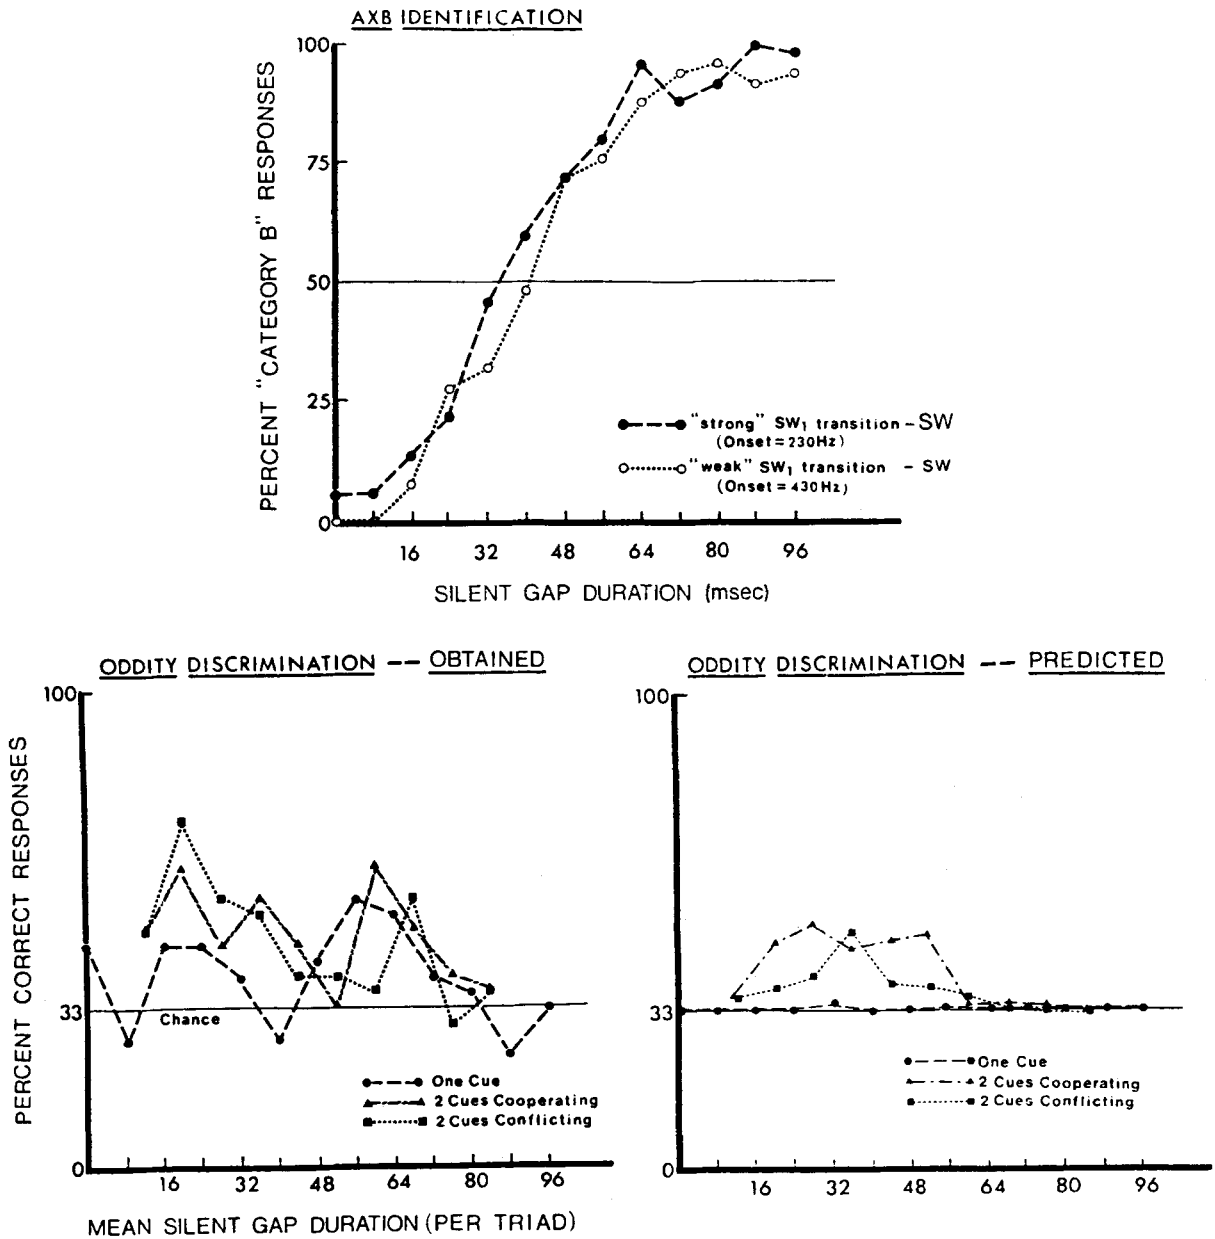 AXB IDENTIFICATION
100
75
50
25
0
PERCENT "CATEGORY B" RESPONSES
"strong" SW1 transition – SW
(Onset = 230Hz)
"weak" SW1 transition – SW
(Onset = 430Hz)
16 32 48 64 80 96
SILENT GAP DURATION (msec)
ODDITY DISCRIMINATION –– OBTAINED
100
33
0
PERCENT CORRECT RESPONSES
Chance
One Cue
2 Cues Cooperating
2 Cues Conflicting
16 32 48 64 80 96
MEAN SILENT GAP DURATION (PER TRIAD)
ODDITY DISCRIMINATION –– PREDICTED
100
33
0
One Cue
2 Cues Cooperating
2 Cues Conflicting
16 32 48 64 80 96